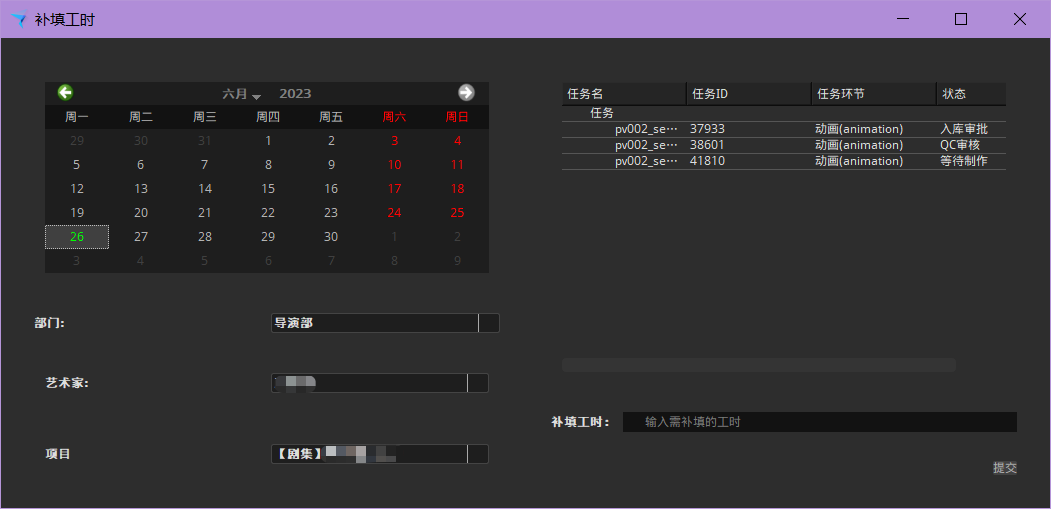 补填工时
六月 2023
周一 周二 周三 周四 周五 周六 周日
29 30 31 1 2 3 4
5 6 7 8 9 10 11
12 13 14 15 16 17 18
19 20 21 22 23 24 25
26 27 28 29 30 1 2
3 4 5 6 7 8 9
部门: 导演部
艺术家:
项目 【剧集】
任务名 任务ID 任务环节 状态
任务
pv002_se… 37933 动画(animation) 入库审批
pv002_se… 38601 动画(animation) QC审核
pv002_se… 41810 动画(animation) 等待制作
补填工时: 输入需补填的工时
提交